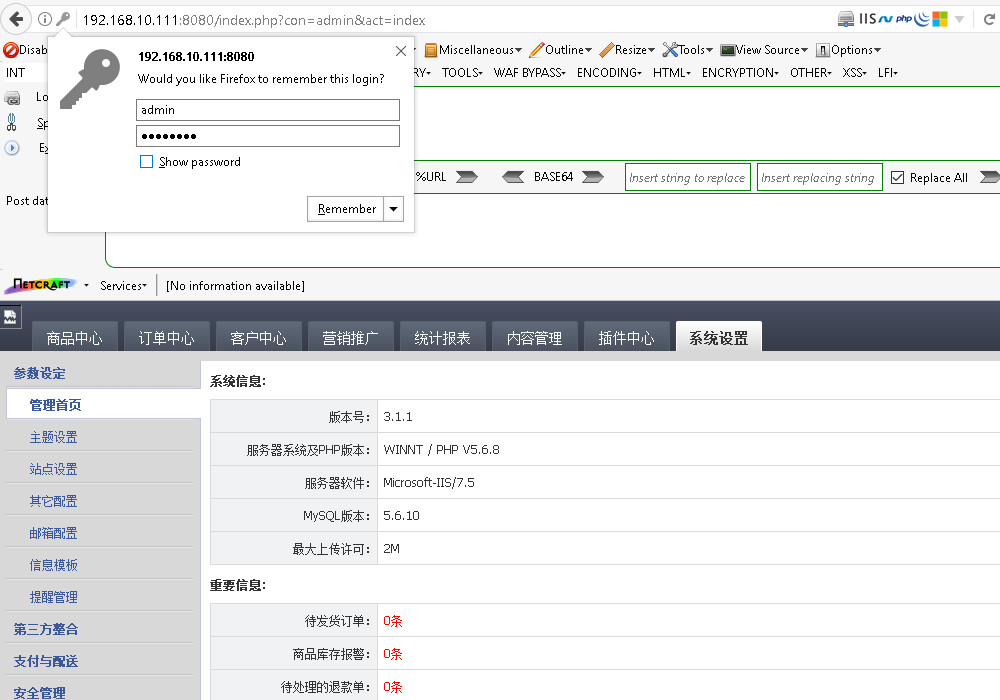 192.168.10.111:8080/index.php?con=admin&act=index
IIS php
Disab
Miscellaneous▾ Outline▾ Resize▾ Tools▾ View Source▾ Options▾
INT
RY▾ TOOLS▾ WAF BYPASS▾ ENCODING▾ HTML▾ ENCRYPTION▾ OTHER▾ XSS▾ LFI▾
192.168.10.111:8080
Would you like Firefox to remember this login?
admin
●●●●●●●●
Show password
Remember
Lo
Sp
Ex
%URL BASE64 Insert string to replace Insert replacing string Replace All
Post dat
NETCRAFT Services▾ [No information available]
商品中心 订单中心 客户中心 营销推广 统计报表 内容管理 插件中心 系统设置
参数设定
管理首页
主题设置
站点设置
其它配置
邮箱配置
信息模板
提醒管理
第三方整合
支付与配送
安全管理
系统信息:
版本号: 3.1.1
服务器系统及PHP版本: WINNT / PHP V5.6.8
服务器软件: Microsoft-IIS/7.5
MySQL版本: 5.6.10
最大上传许可: 2M
重要信息:
待发货订单: 0条
商品库存报警: 0条
待处理的退款单: 0条